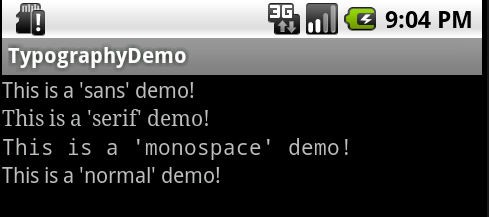 3G 9:04 PM
TypographyDemo
This is a 'sans' demo!
This is a 'serif' demo!
This is a 'monospace' demo!
This is a 'normal' demo!